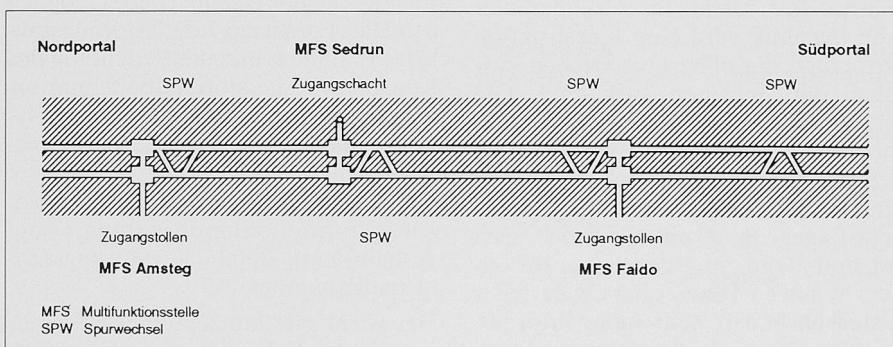 Nordportal MFS Sedrun Südportal
SPW Zugangschacht SPW SPW
Zugangstollen SPW Zugangstollen
MFS Amsteg MFS Faido
MFS Multifunktionsstelle
SPW Spurwechsel